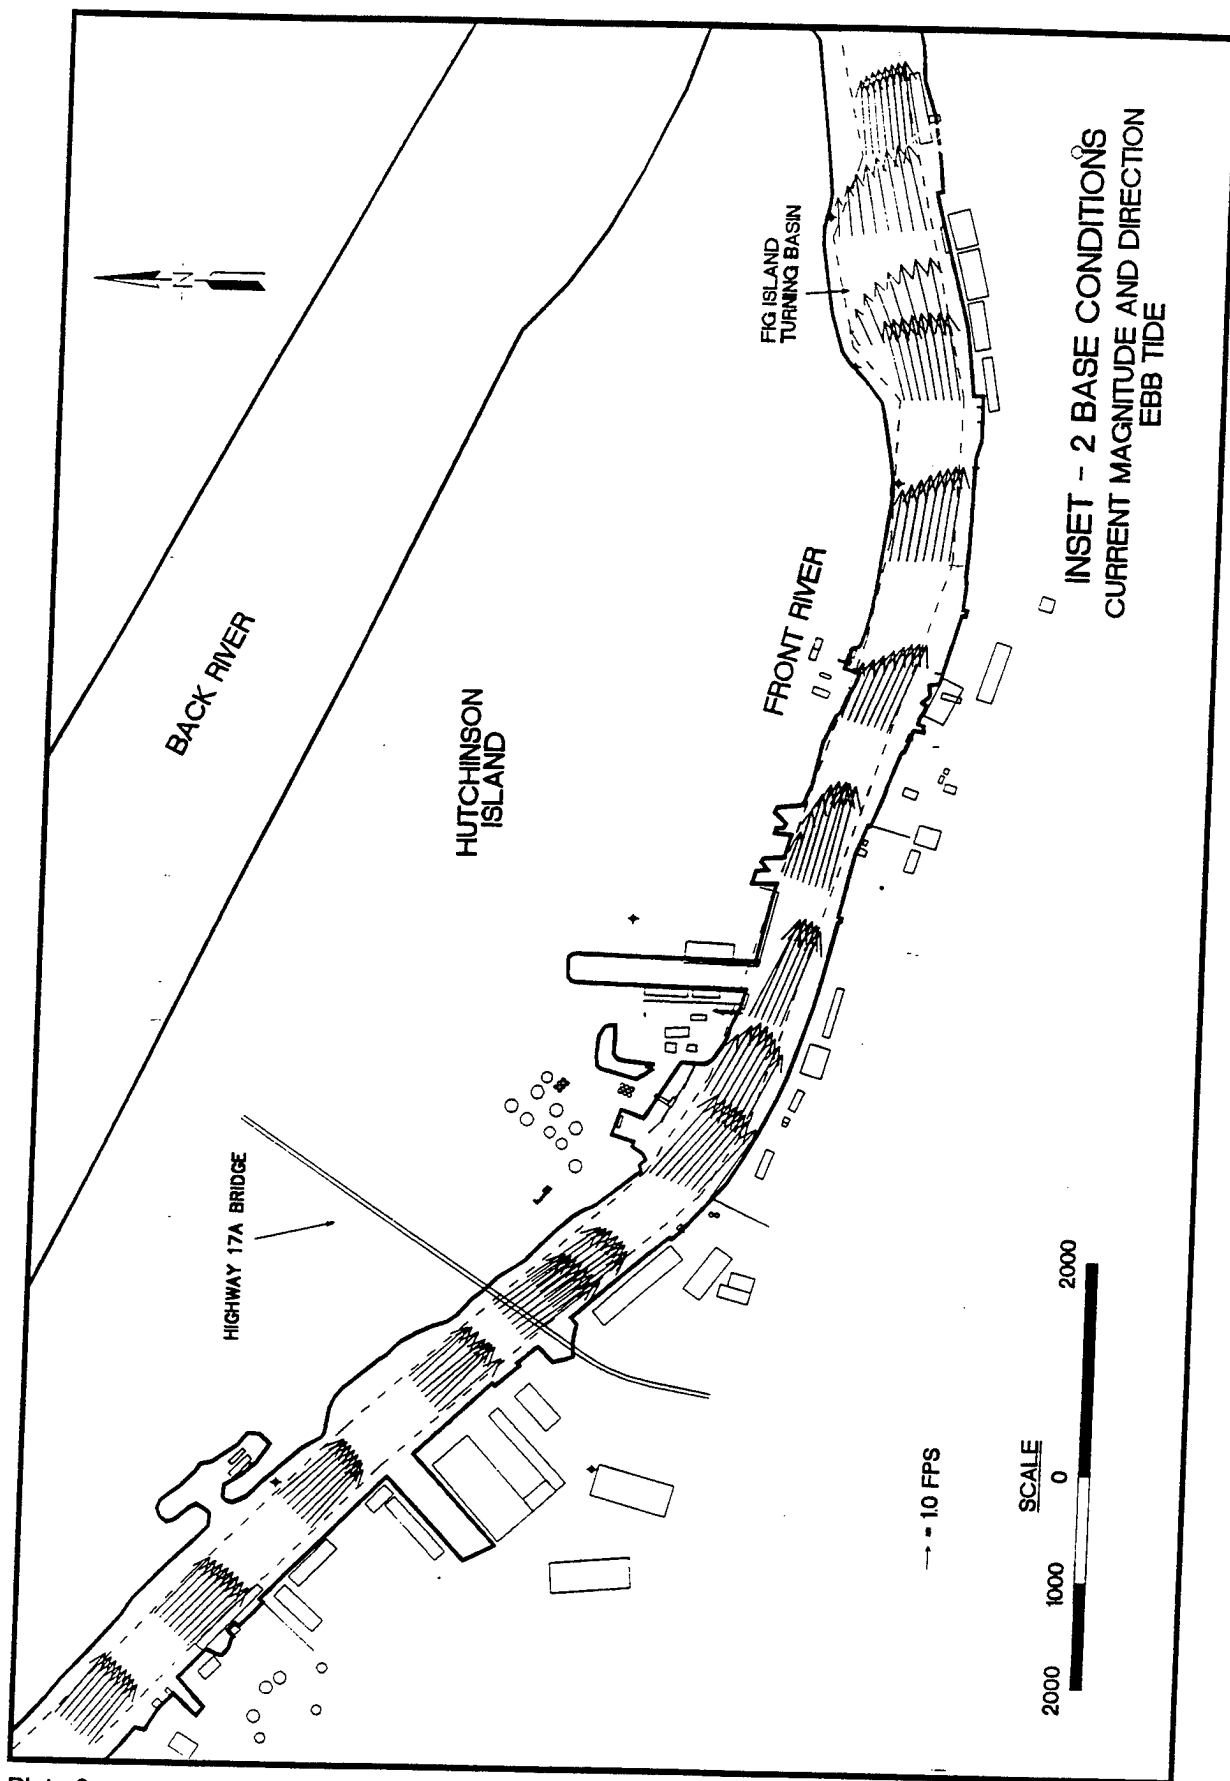 BACK RIVER
HUTCHINSON
ISLAND
FRONT RIVER
FIG ISLAND
TURNING BASIN
HIGHWAY 17A BRIDGE
N
INSET - 2 BASE CONDITIONS
CURRENT MAGNITUDE AND DIRECTION
EBB TIDE
→ = 1.0 FPS
SCALE
2000 1000 0 2000